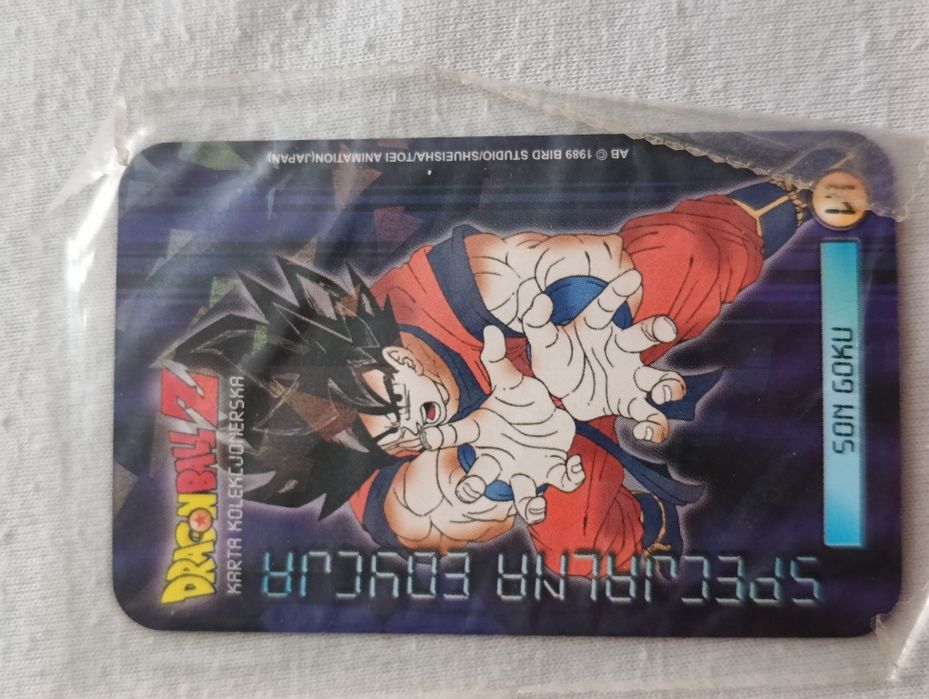 DRAGON BALL Z
KARTA KOLEKCJONERSKA
SPECJALNA EDYCJA
AB © 1989 BIRD STUDIO/SHUEISHA/TOEI ANIMATION(JAPAN)
SON GOKU